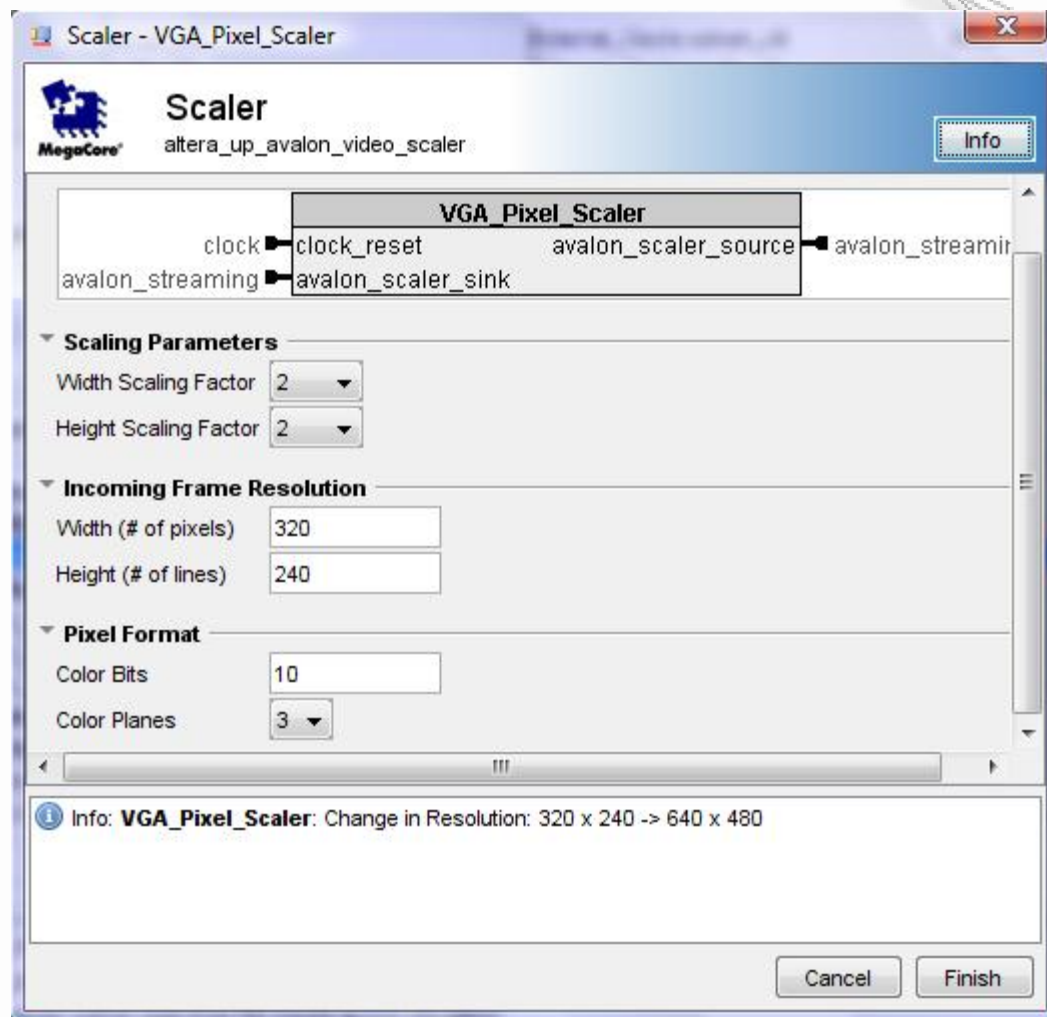 Scaler - VGA_Pixel_Scaler
Scaler
MegaCore®
altera_up_avalon_video_scaler
Info
VGA_Pixel_Scaler
clock clock_reset avalon_scaler_source avalon_streamin
avalon_streaming avalon_scaler_sink
Scaling Parameters
Width Scaling Factor 2
Height Scaling Factor 2
Incoming Frame Resolution
Width (# of pixels) 320
Height (# of lines) 240
Pixel Format
Color Bits 10
Color Planes 3
Info: VGA_Pixel_Scaler: Change in Resolution: 320 x 240 -> 640 x 480
Cancel Finish